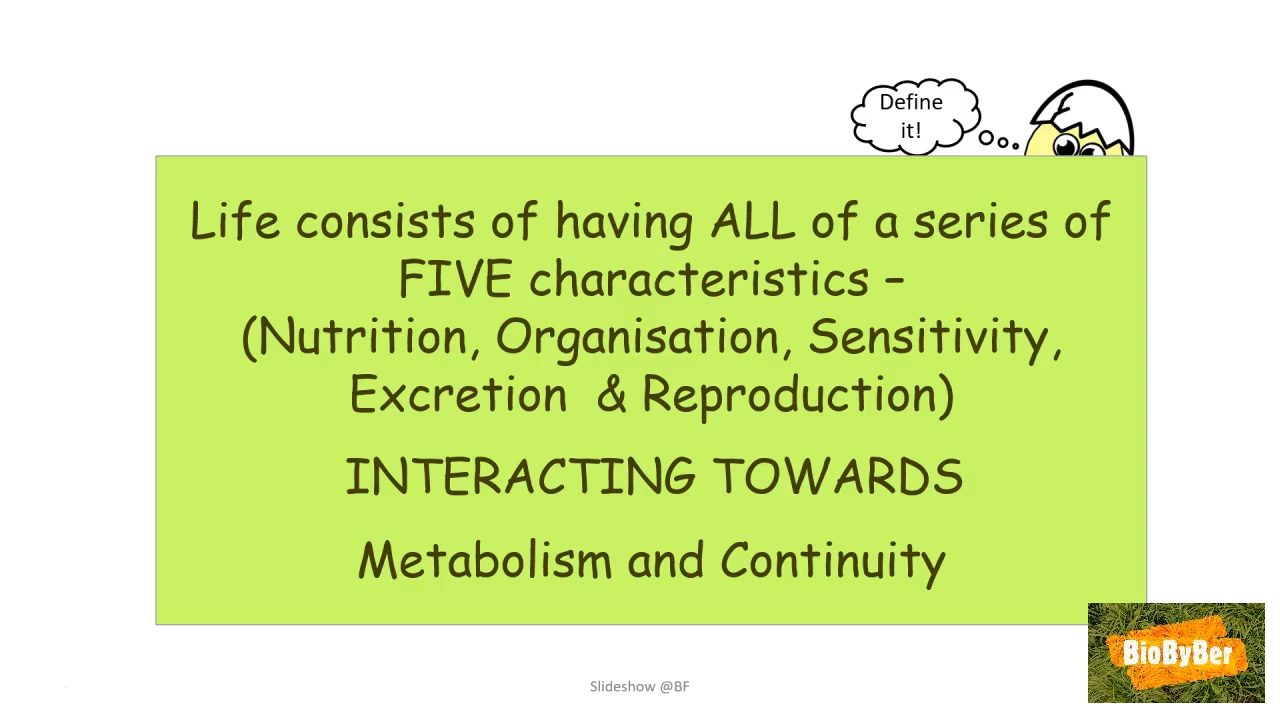 Define
it!
Life consists of having ALL of a series of
FIVE characteristics –
(Nutrition, Organisation, Sensitivity,
Excretion & Reproduction)
INTERACTING TOWARDS
Metabolism and Continuity
BioByBer
Slideshow @BF